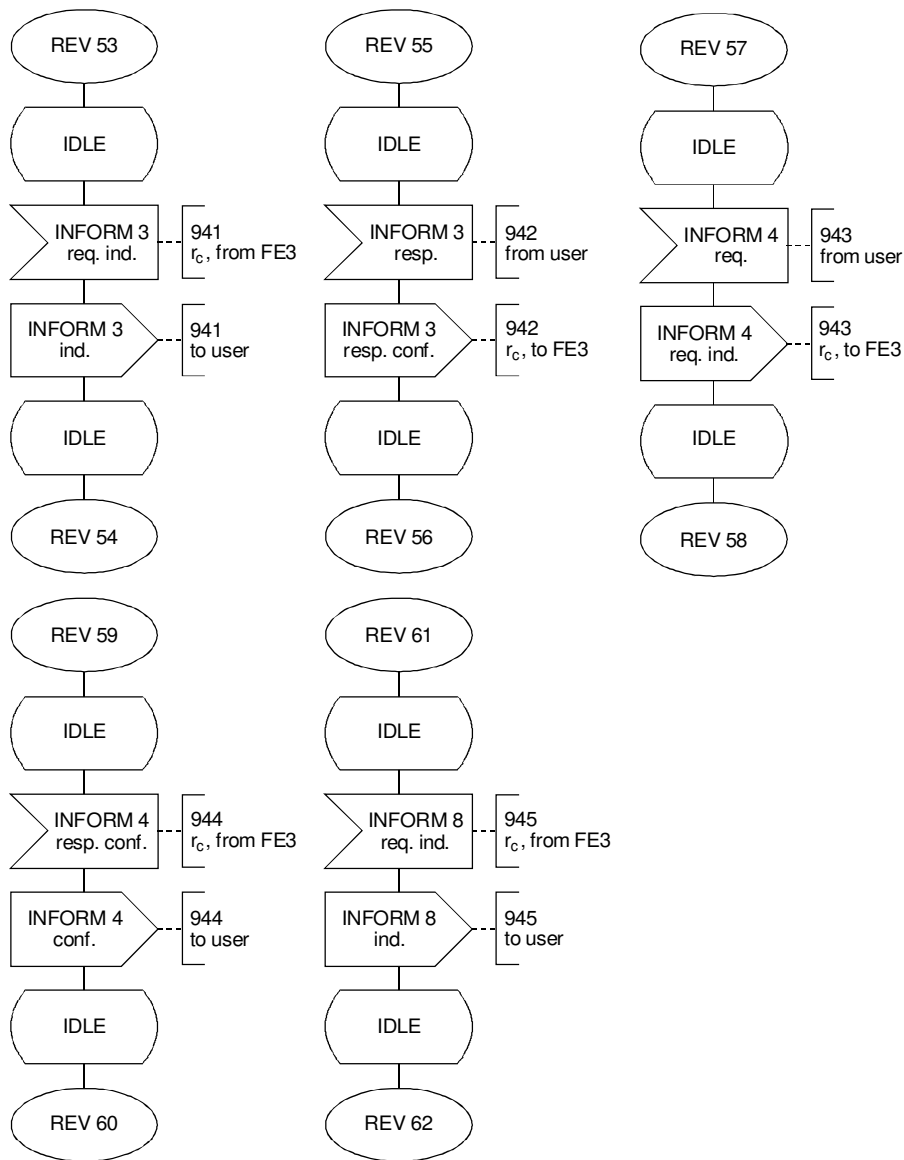 REV 53
IDLE
INFORM 3
req. ind.
941
r_c, from FE3
INFORM 3
ind.
941
to user
IDLE
REV 54
REV 55
IDLE
INFORM 3
resp.
942
from user
INFORM 3
resp. conf.
942
r_c, to FE3
IDLE
REV 56
REV 57
IDLE
INFORM 4
req.
943
from user
INFORM 4
req. ind.
943
r_c, to FE3
IDLE
REV 58
REV 59
IDLE
INFORM 4
resp. conf.
944
r_c, from FE3
INFORM 4
conf.
944
to user
IDLE
REV 60
REV 61
IDLE
INFORM 8
req. ind.
945
r_c, from FE3
INFORM 8
ind.
945
to user
IDLE
REV 62